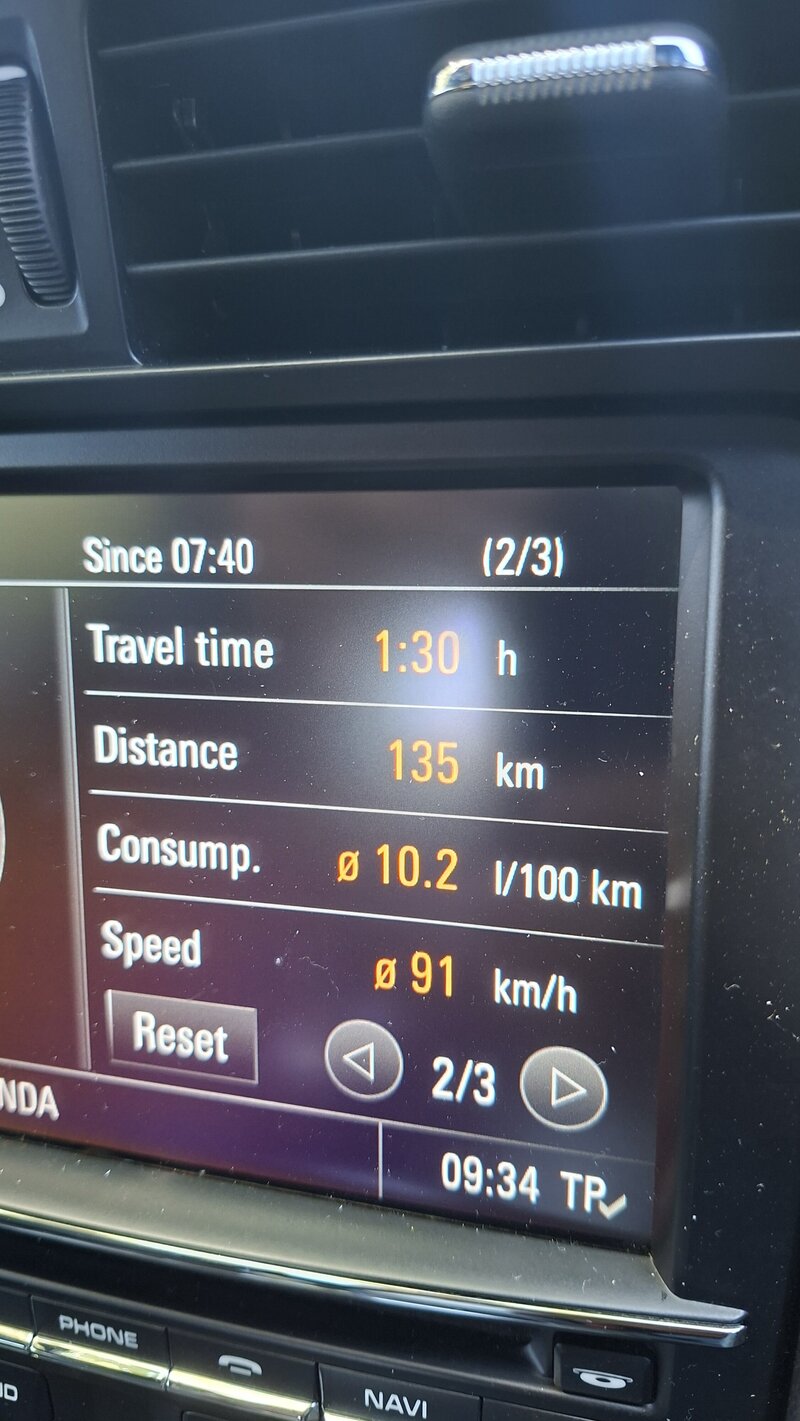 Since 07:40 (2/3)
Travel time 1:30 h
Distance 135 km
Consump. ø 10.2 l/100 km
Speed ø 91 km/h
Reset 2/3
NDA
09:34 TP
PHONE
NAVI